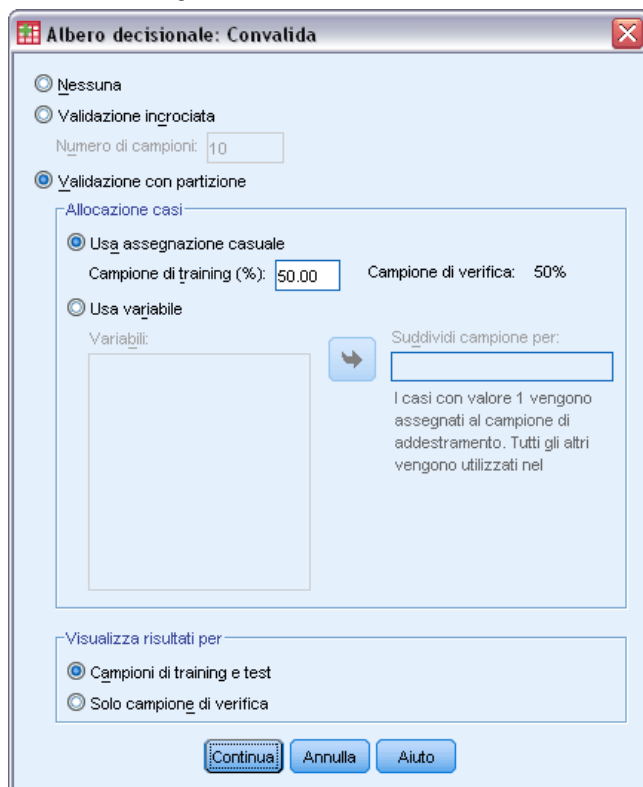 Albero decisionale: Convalida
Nessuna
Validazione incrociata
Numero di campioni: 10
Validazione con partizione
Allocazione casi
Usa assegnazione casuale
Campione di training (%): 50.00 Campione di verifica: 50%
Usa variabile
Variabili:
Suddividi campione per:
I casi con valore 1 vengono
assegnati al campione di
addestramento. Tutti gli altri
vengono utilizzati nel
Visualizza risultati per
Campioni di training e test
Solo campione di verifica
Continua Annulla Aiuto